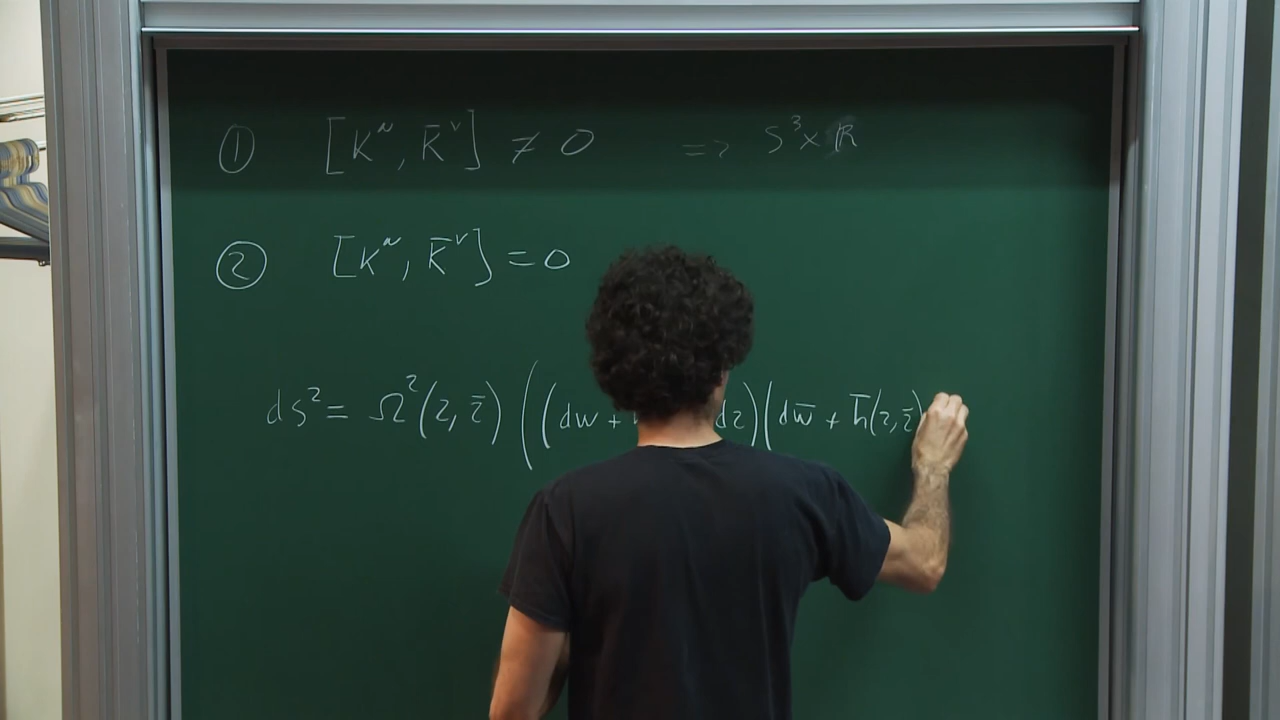 ① [K^μ, K̄^ν] ≠ 0 => S³ x ℝ
② [K^μ, K̄^ν] = 0
ds² = Ω²(z, z̄) ( (dw + dz) (dw̄ + h̄(z, z̄)